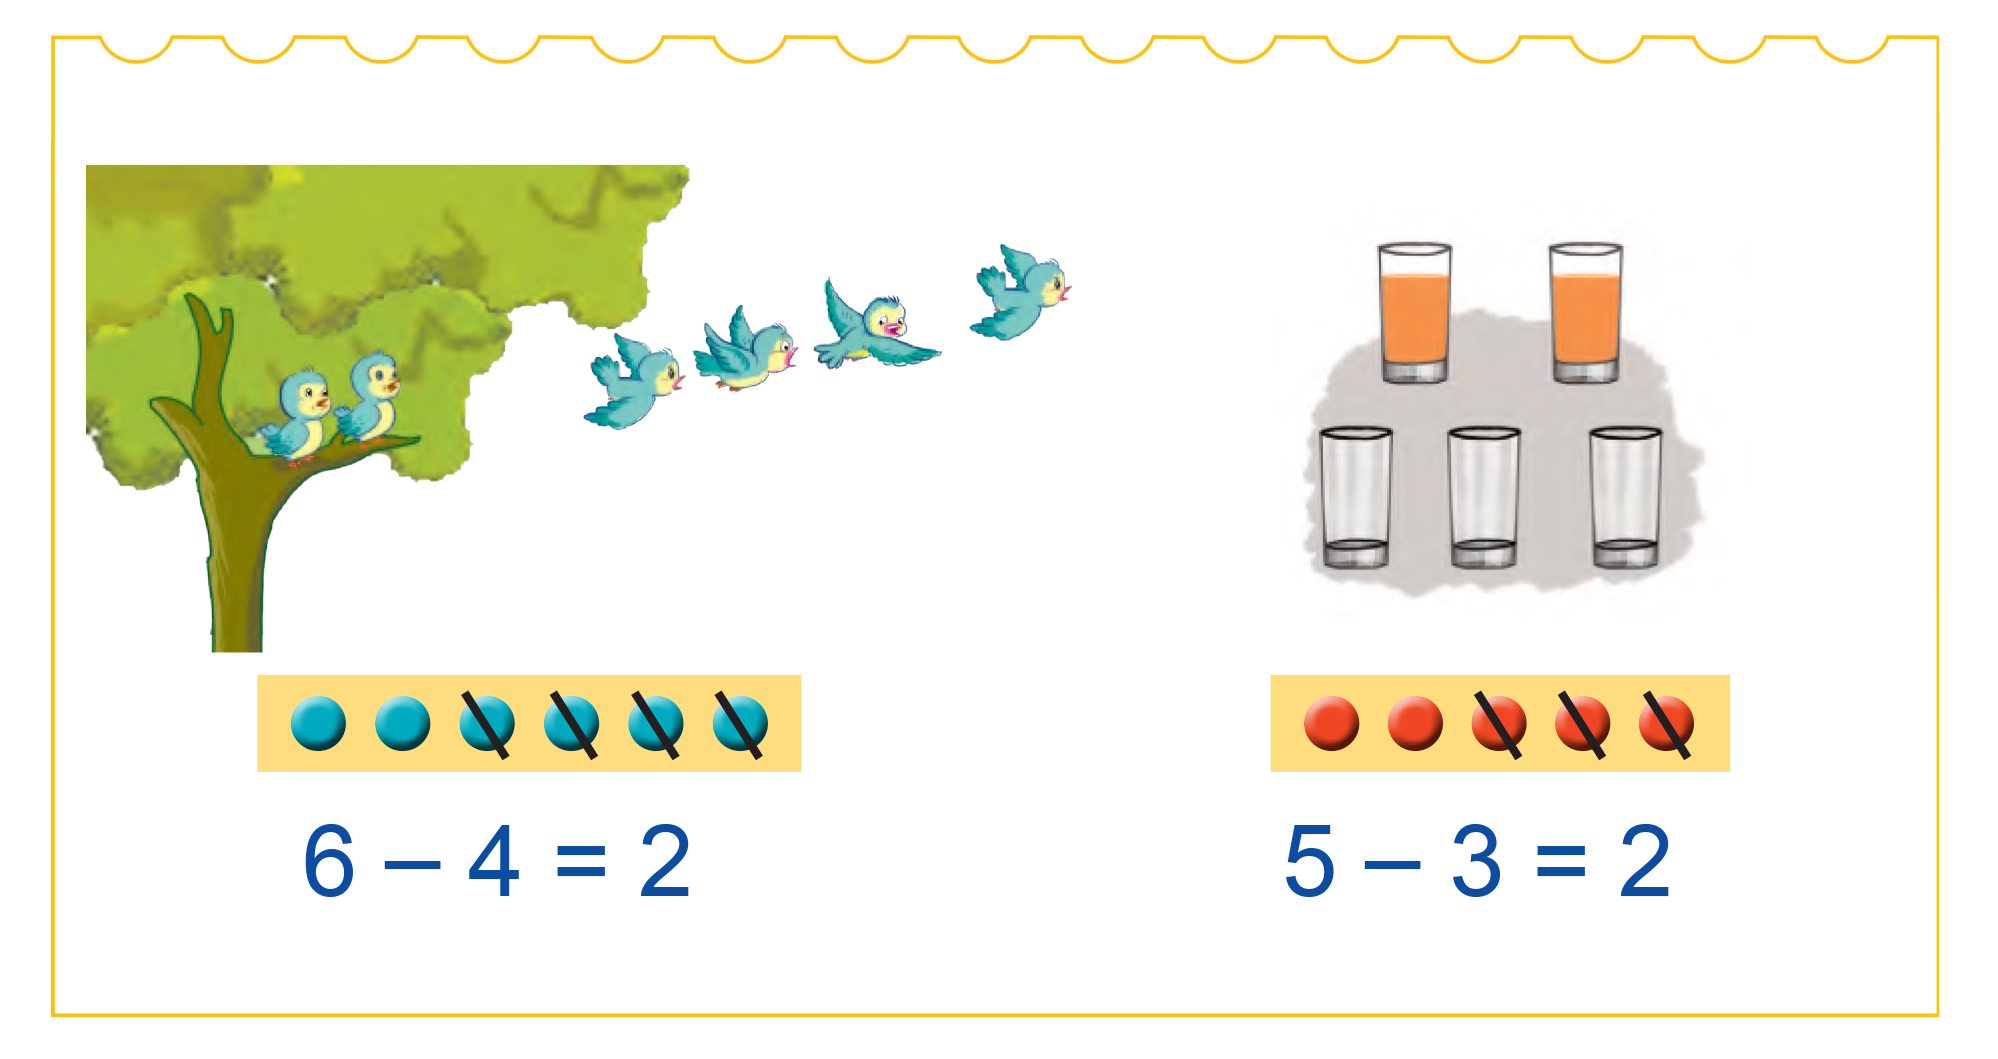 6 – 4 = 2
5 – 3 = 2